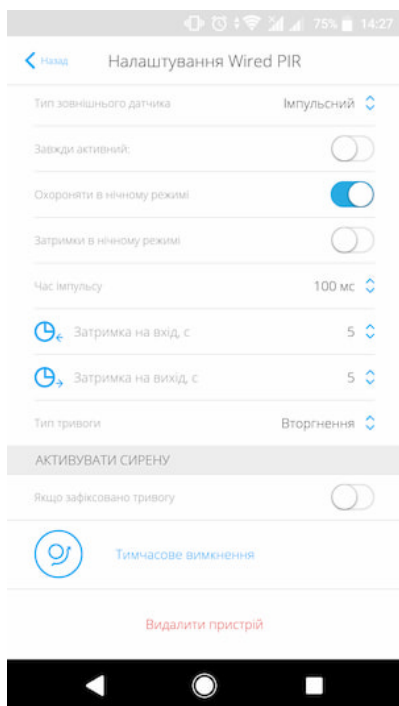 75% 14:27
Назад Налаштування Wired PIR
Тип зовнішнього датчика Імпульсний
Завжди активний:
Охороняти в нічному режимі
Затримки в нічному режимі
Час імпульсу 100 мс
Затримка на вхід, с 5
Затримка на вихід, с 5
Тип тривоги Вторгнення
АКТИВУВАТИ СИРЕНУ
Якщо зафіксовано тривогу
Тимчасове вимкнення
Видалити пристрій